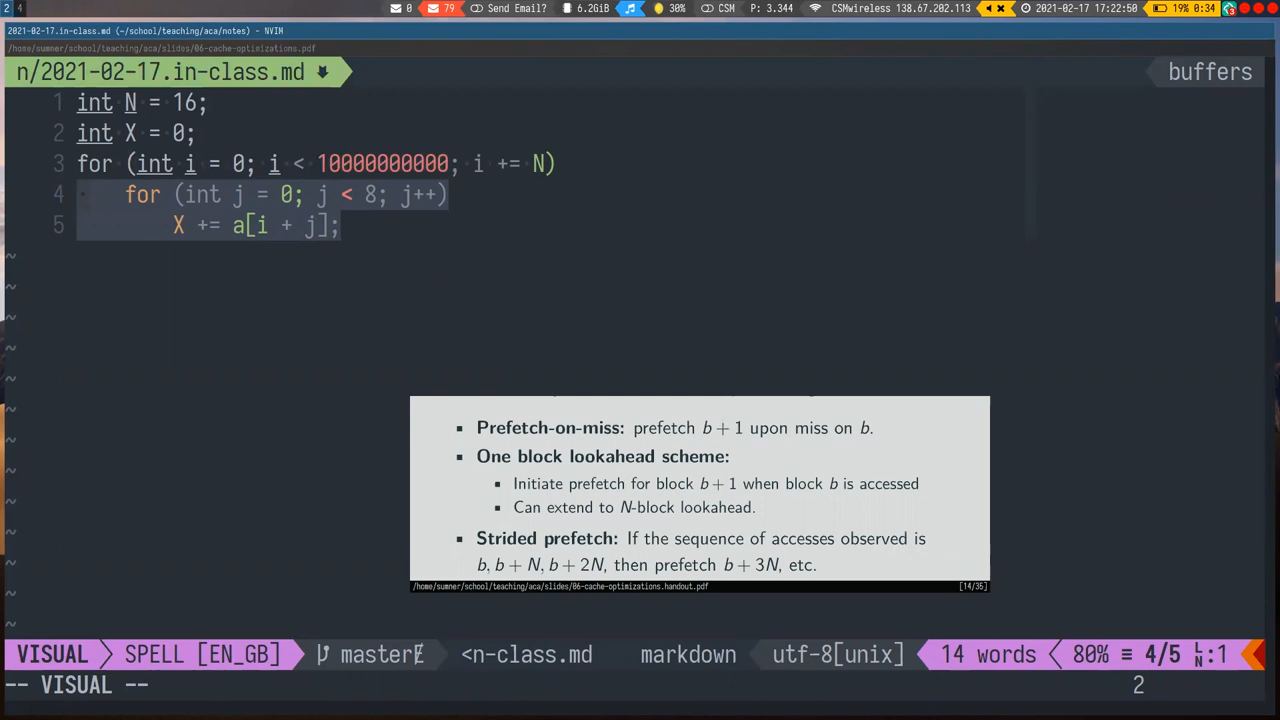 2 4 0 79 Send Email? 6.2GiB 30% CSM P: 3.344 CSMwireless 138.67.202.113 2021-02-17 17:22:50 19% 0:34 3
2021-02-17.in-class.md (~/school/teaching/aca/notes) - NVIM
/home/sumner/school/teaching/aca/slides/06-cache-optimizations.pdf
n/2021-02-17.in-class.md buffers
1 int N = 16;
2 int X = 0;
3 for (int i = 0; i < 10000000000; i += N)
4 for (int j = 0; j < 8; j++)
5 X += a[i + j];
~
~
~
~
~
~
~
~
~
~
~
~
~
▪ Prefetch-on-miss: prefetch b + 1 upon miss on b.
▪ One block lookahead scheme:
▪ Initiate prefetch for block b + 1 when block b is accessed
▪ Can extend to N-block lookahead.
▪ Strided prefetch: If the sequence of accesses observed is
b, b + N, b + 2N, then prefetch b + 3N, etc.
/home/sumner/school/teaching/aca/slides/06-cache-optimizations.handout.pdf [14/35]
VISUAL SPELL [EN_GB] master <n-class.md markdown utf-8[unix] 14 words 80% ≡ 4/5 LN:1
-- VISUAL -- 2